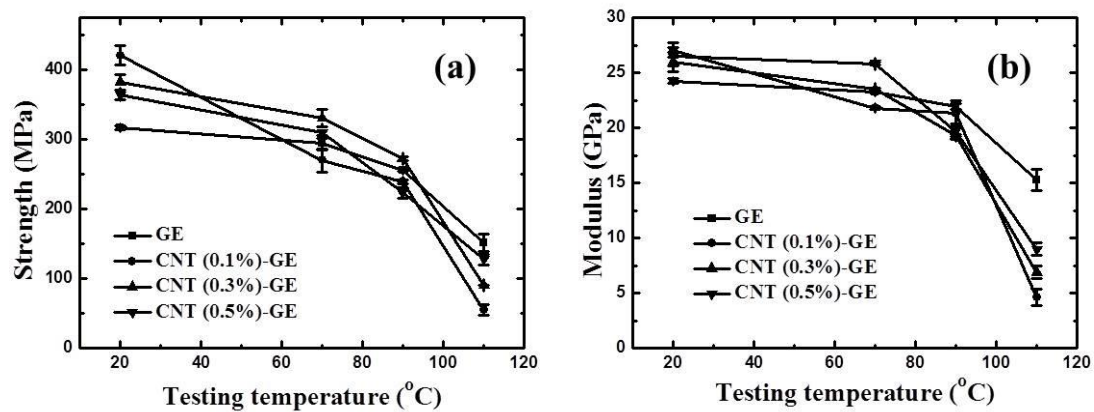 (a)
400
300
200
100
0
Strength (MPa)
GE
CNT (0.1%)-GE
CNT (0.3%)-GE
CNT (0.5%)-GE
0 20 40 60 80 100 120
Testing temperature (°C)
(b)
30
25
20
15
10
5
0
Modulus (GPa)
GE
CNT (0.1%)-GE
CNT (0.3%)-GE
CNT (0.5%)-GE
0 20 40 60 80 100 120
Testing temperature (°C)